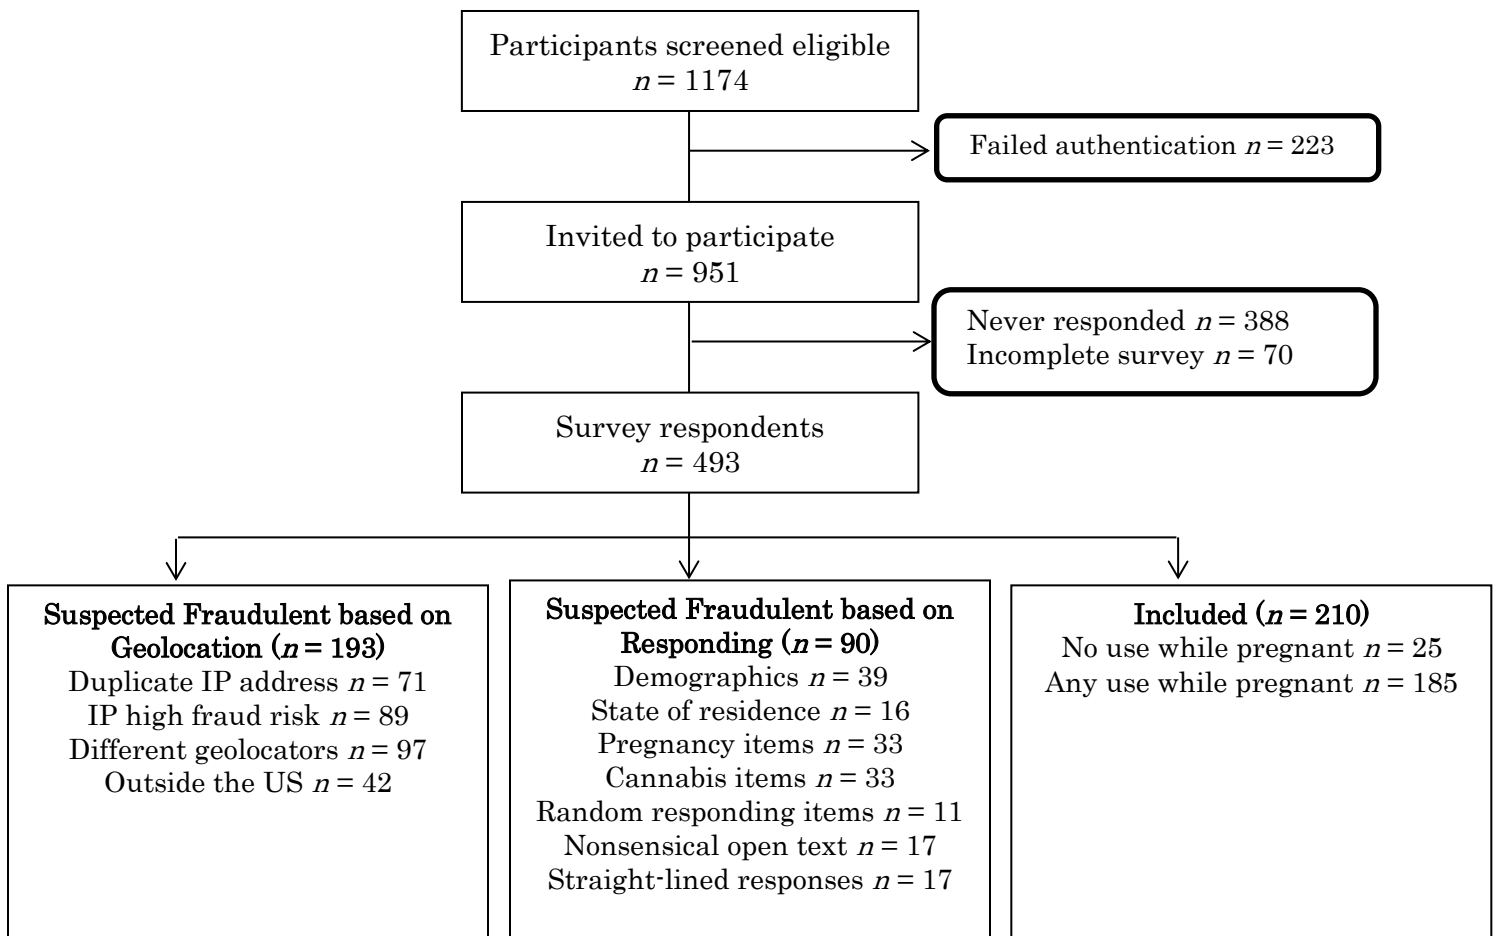 Participants screened eligible
n = 1174
Failed authentication n = 223
Invited to participate
n = 951
Never responded n = 388
Incomplete survey n = 70
Survey respondents
n = 493
Suspected Fraudulent based on
Geolocation (n = 193)
Duplicate IP address n = 71
IP high fraud risk n = 89
Different geolocators n = 97
Outside the US n = 42
Suspected Fraudulent based on
Responding (n = 90)
Demographics n = 39
State of residence n = 16
Pregnancy items n = 33
Cannabis items n = 33
Random responding items n = 11
Nonsensical open text n = 17
Straight-lined responses n = 17
Included (n = 210)
No use while pregnant n = 25
Any use while pregnant n = 185